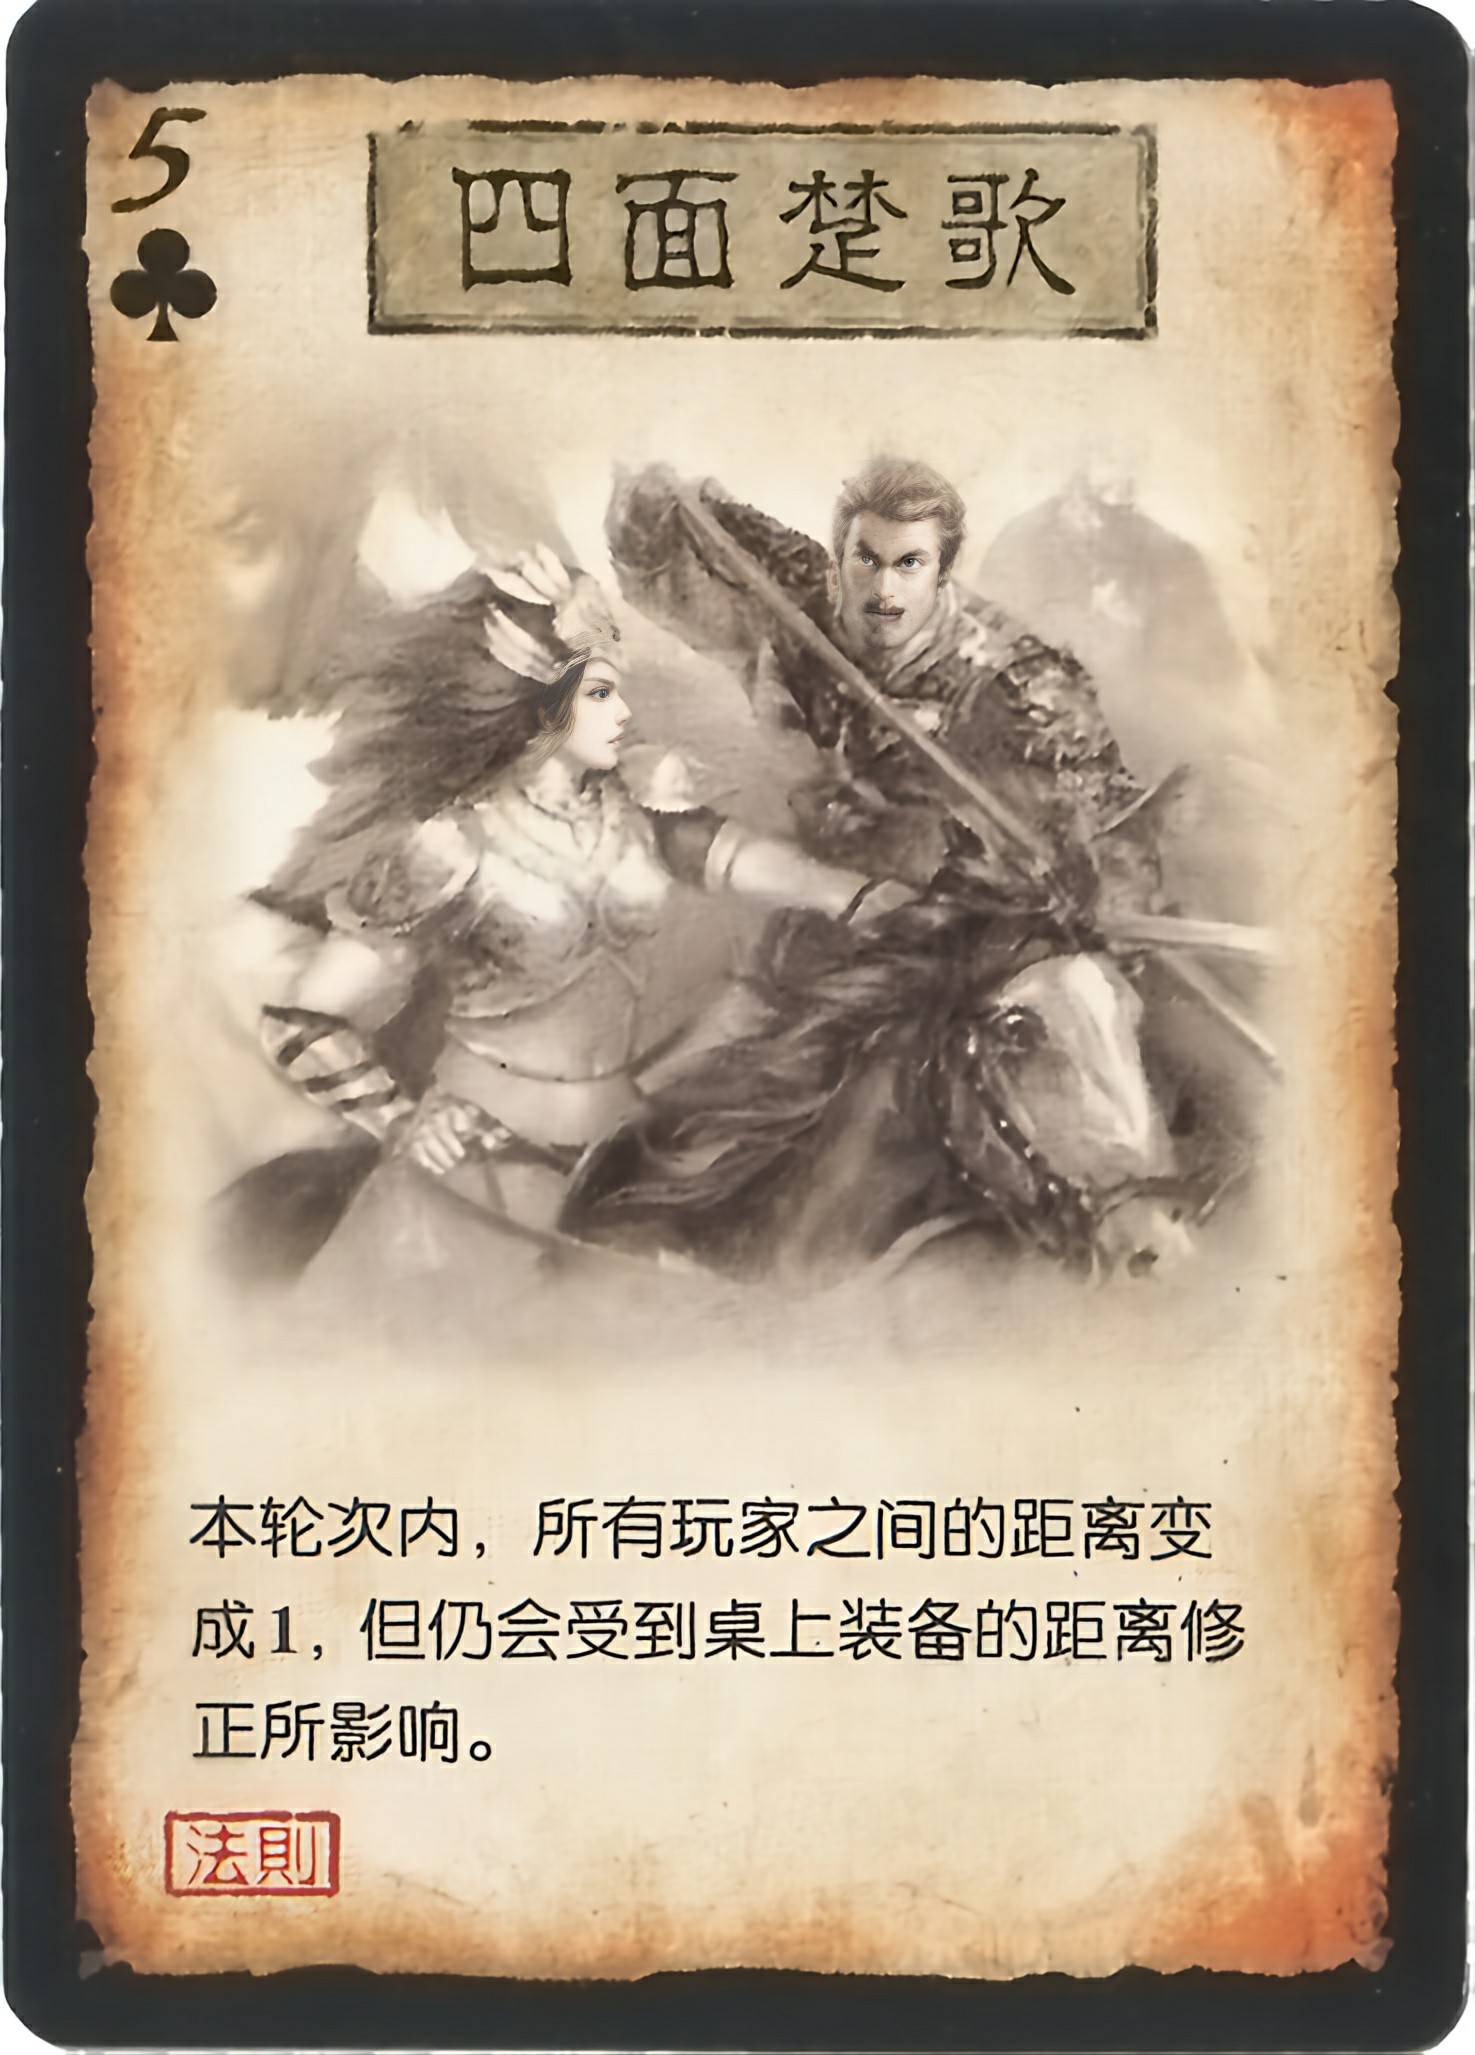 5
四面楚歌
本轮次内，所有玩家之间的距离变
成1，但仍会受到桌上装备的距离修
正所影响。
法則